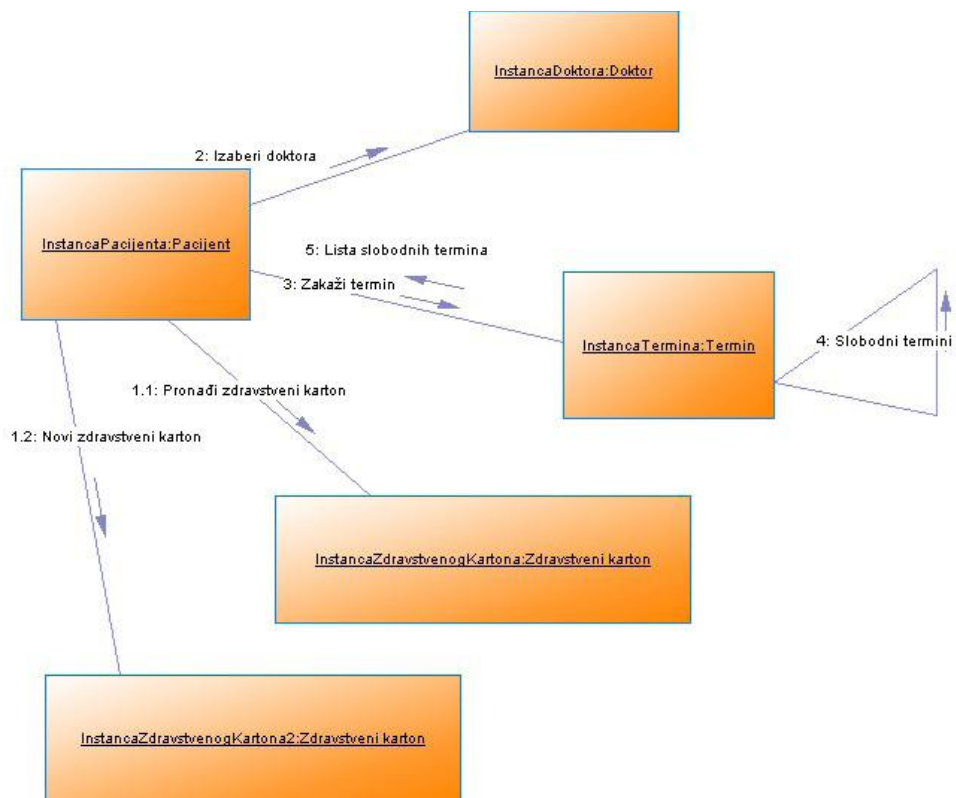 InstancaDoktora:Doktor
2: Izaberi doktora
InstancaPacijenta:Pacijent
5: Lista slobodnih termina
3: Zakaži termin
InstancaTermina:Termin
4: Slobodni termini
1.1: Pronađi zdravstveni karton
1.2: Novi zdravstveni karton
InstancaZdravstvenogKartona:Zdravstveni karton
InstancaZdravstvenogKartona2:Zdravstveni karton